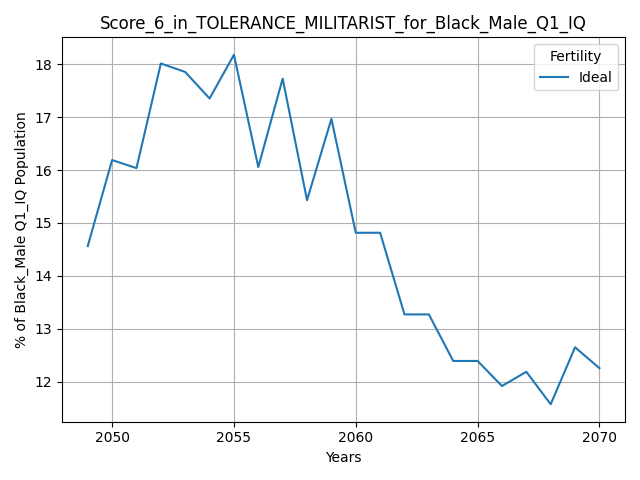 Score_6_in_TOLERANCE_MILITARIST_for_Black_Male_Q1_IQ
Fertility
Ideal
% of Black_Male Q1_IQ Population
18
17
16
15
14
13
12
2050
2055
2060
2065
2070
Years